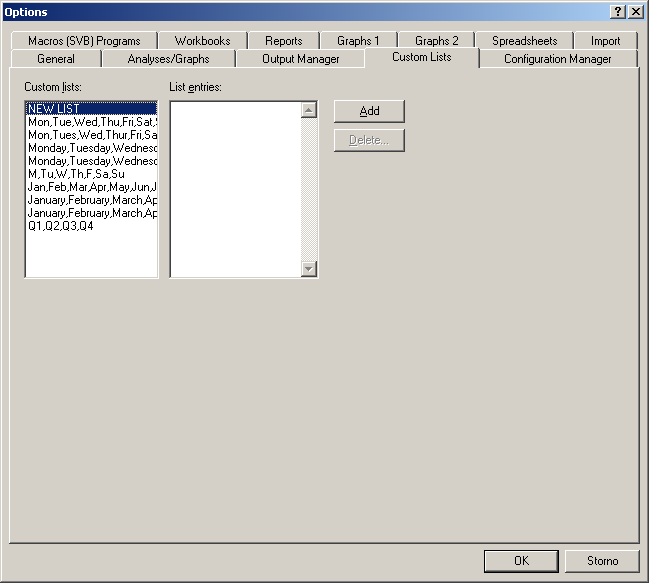 Options
Macros (SVB) Programs Workbooks Reports Graphs 1 Graphs 2 Spreadsheets Import
General Analyses/Graphs Output Manager Custom Lists Configuration Manager
Custom lists: List entries:
NEW LIST Add
Mon,Tue,Wed,Thu,Fri,Sat,S
Mon,Tues,Wed,Thur,Fri,Sa Delete...
Monday,Tuesday,Wednesd
Monday,Tuesday,Wednesd
M,Tu,W,Th,F,Sa,Su
Jan,Feb,Mar,Apr,May,Jun,J
January,February,March,Ap
January,February,March,Ap
Q1,Q2,Q3,Q4
OK Storno